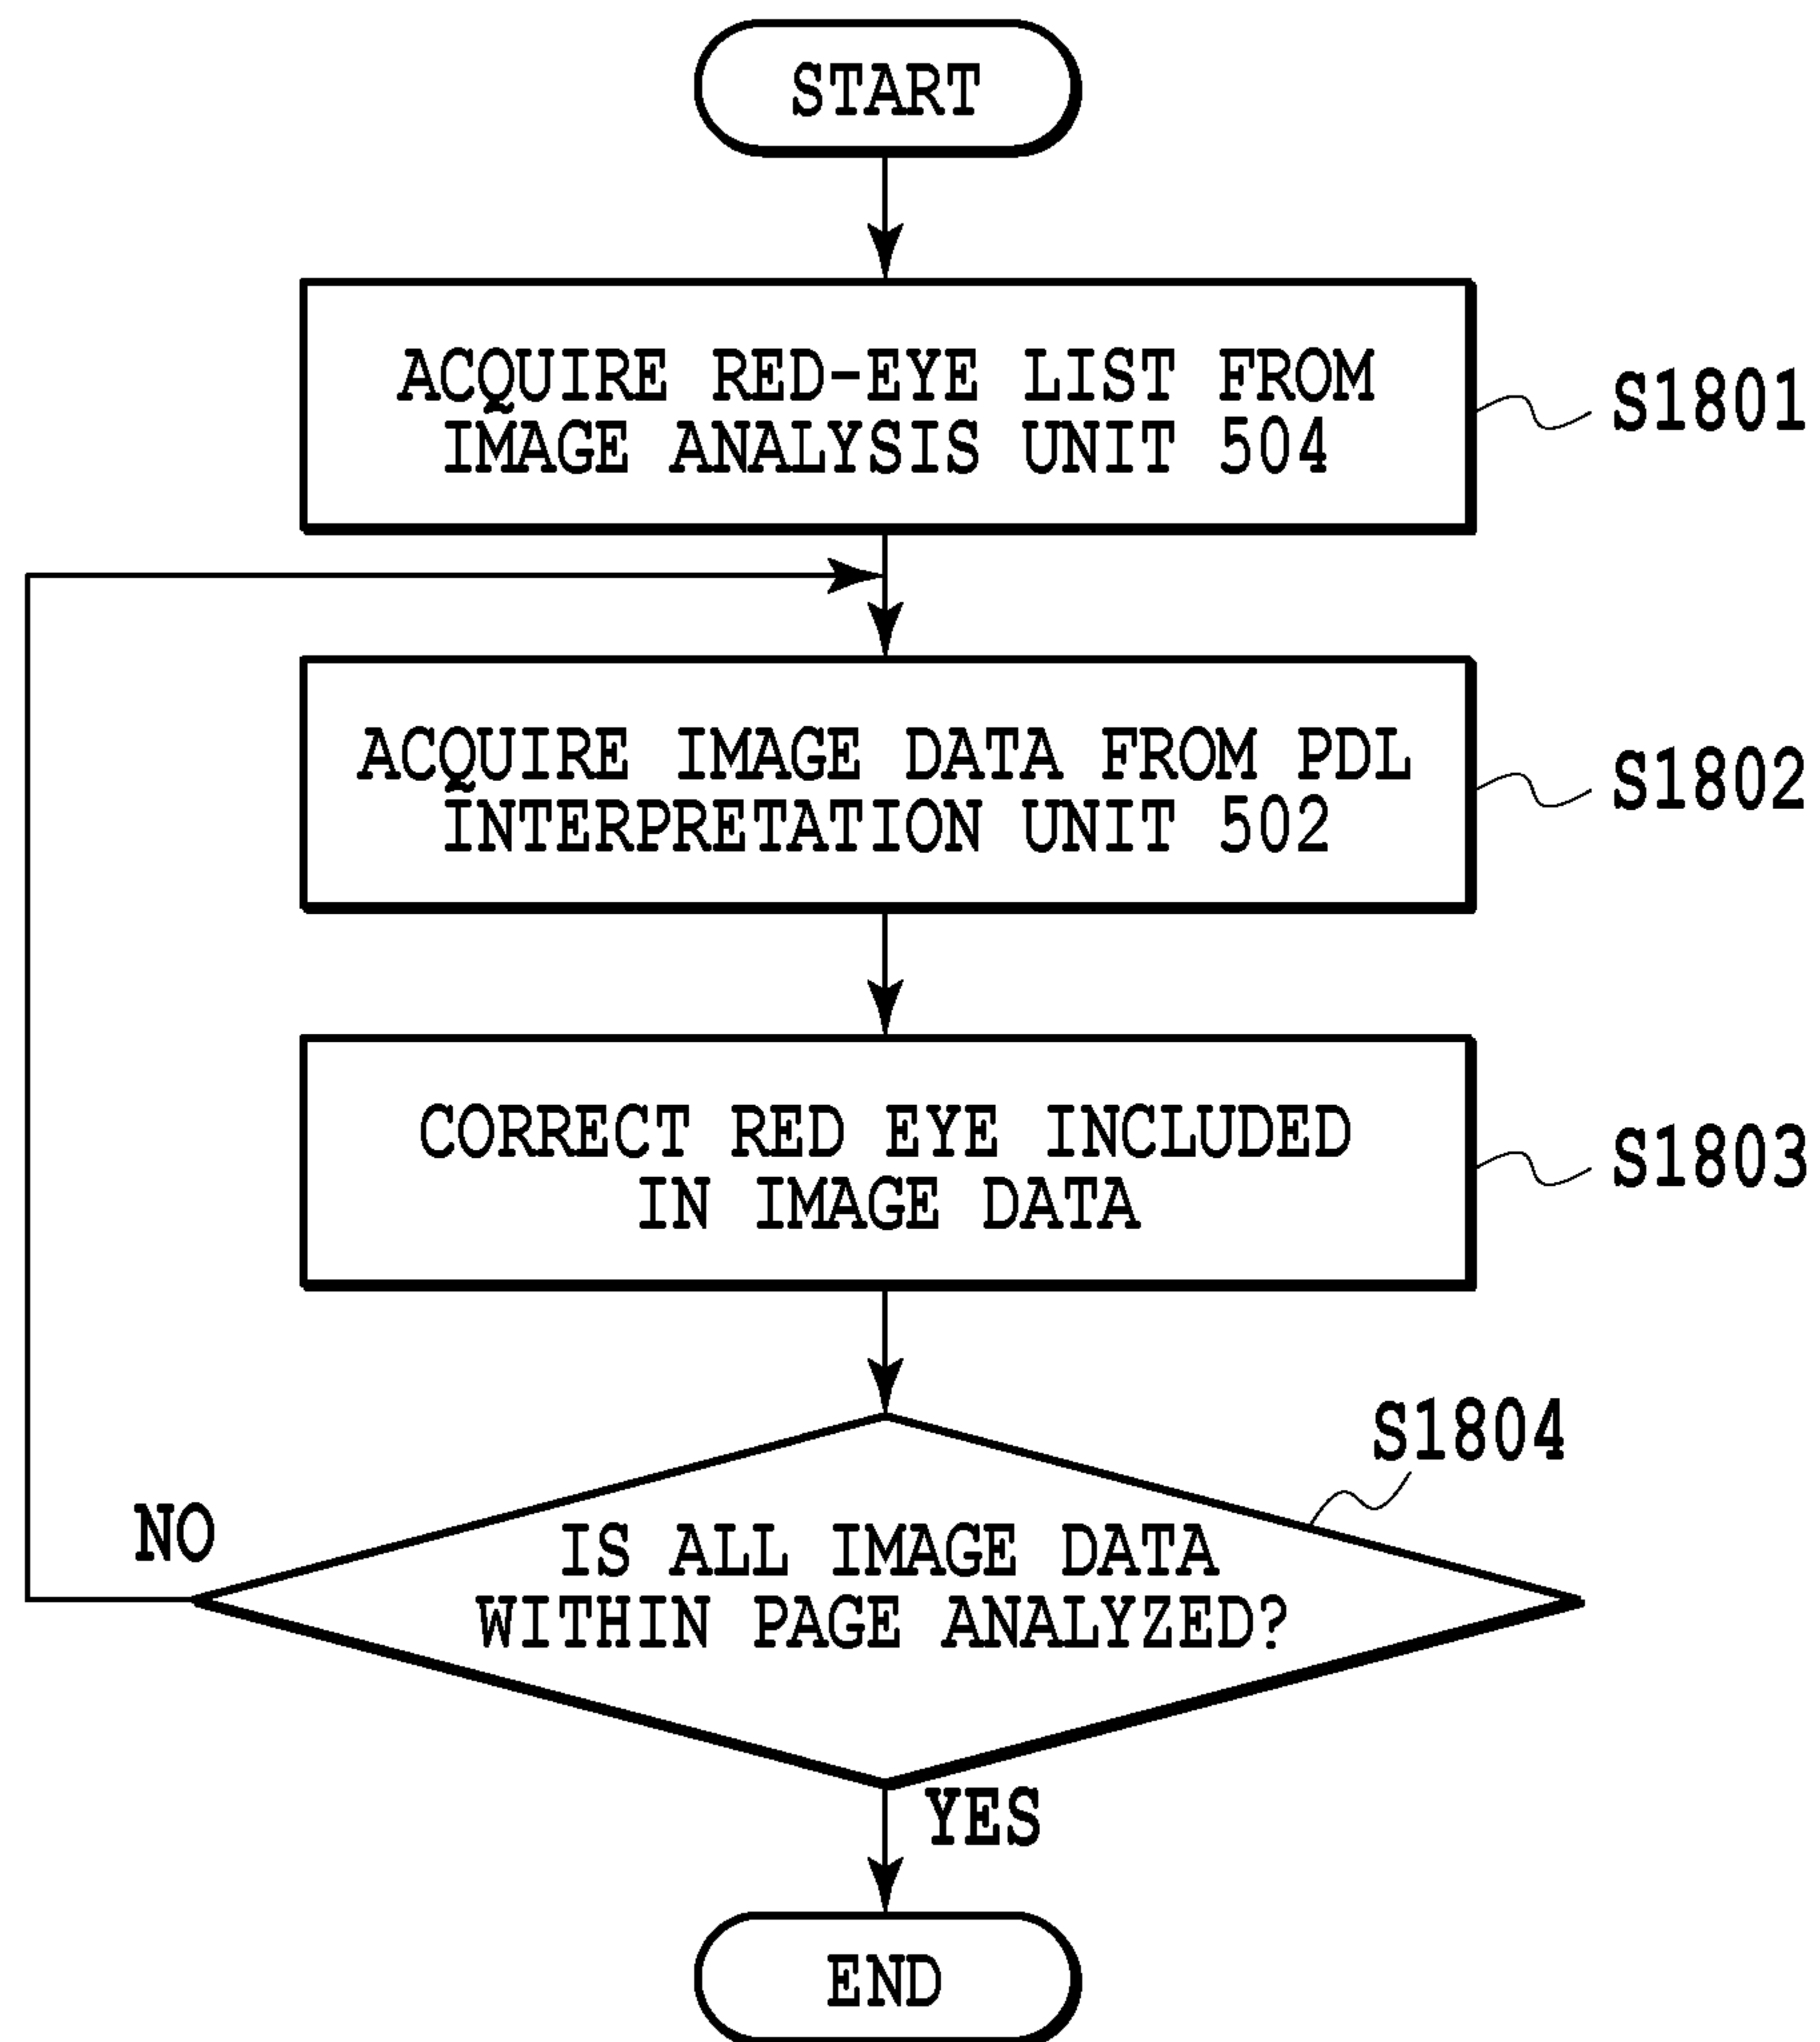 START
ACQUIRE RED-EYE LIST FROM
IMAGE ANALYSIS UNIT 504
S1801
ACQUIRE IMAGE DATA FROM PDL
INTERPRETATION UNIT 502
S1802
CORRECT RED EYE INCLUDED
IN IMAGE DATA
S1803
S1804
NO
IS ALL IMAGE DATA
WITHIN PAGE ANALYZED?
YES
END